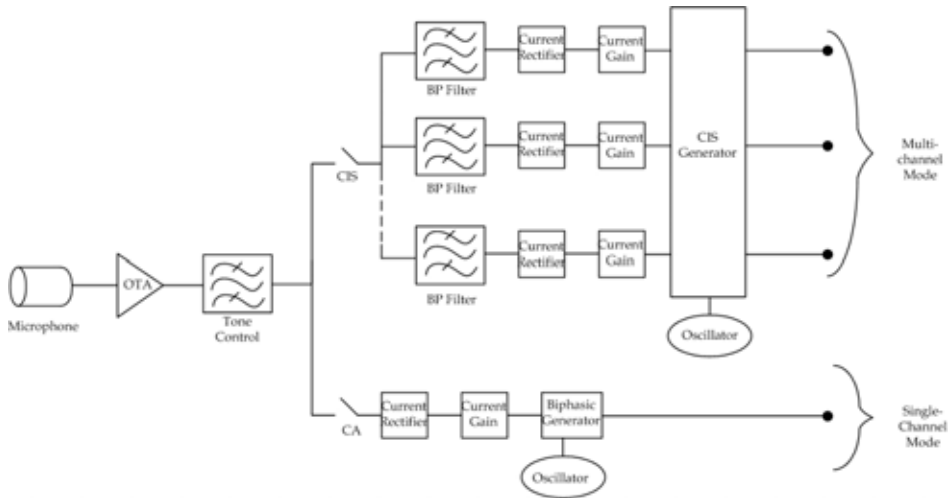 Microphone
OTA
Tone
Control
CIS
BP Filter
Current
Rectifier
Current
Gain
BP Filter
Current
Rectifier
Current
Gain
BP Filter
Current
Rectifier
Current
Gain
CIS
Generator
Oscillator
Multi-
channel
Mode
CA
Current
Rectifier
Current
Gain
Biphasic
Generator
Oscillator
Single-
Channel
Mode